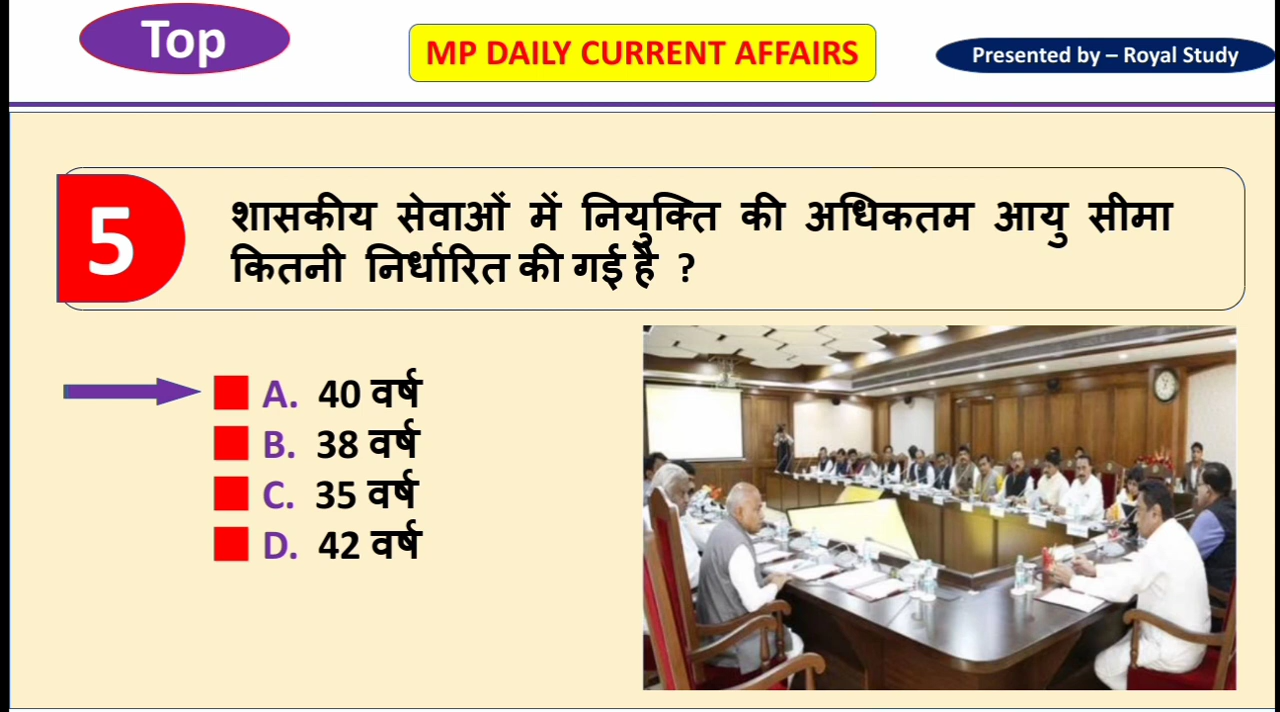 Top
MP DAILY CURRENT AFFAIRS
Presented by – Royal Study
5
शासकीय सेवाओं में नियुक्ति की अधिकतम आयु सीमा
कितनी निर्धारित की गई है ?
A. 40 वर्ष
B. 38 वर्ष
C. 35 वर्ष
D. 42 वर्ष